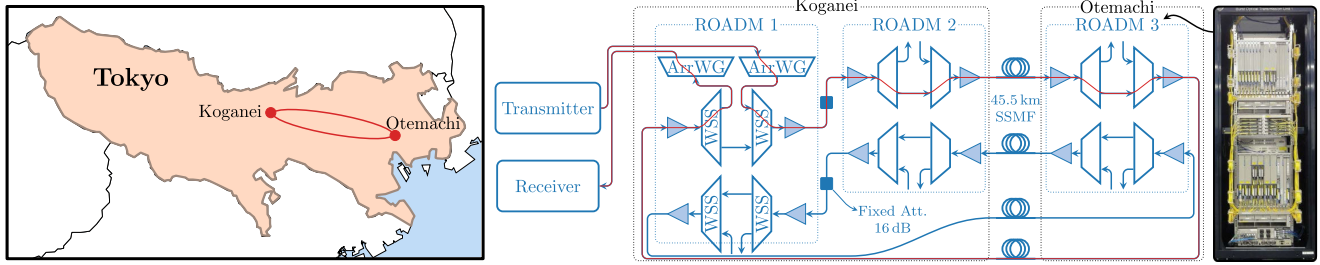 Tokyo
Koganei
Otemachi
Koganei
Otemachi
ROADM 1
ROADM 2
ROADM 3
ArrWG
ArrWG
Transmitter
Receiver
WSS
WSS
WSS
WSS
45.5 km
SSMF
Fixed Att.
16 dB